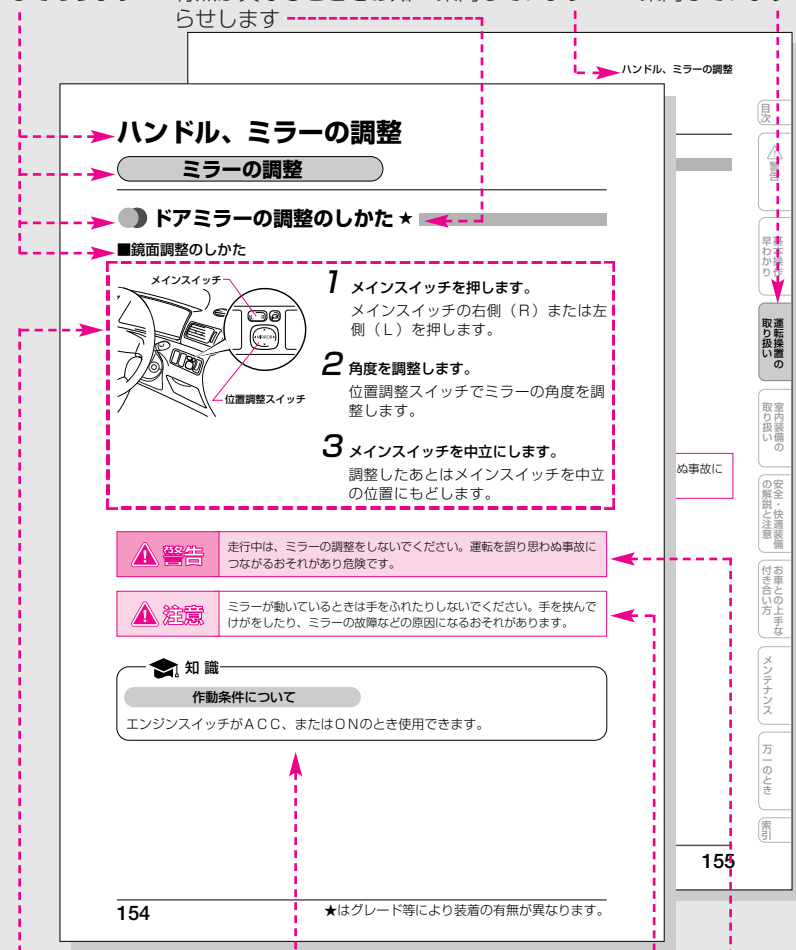 らせします
ハンドル、ミラーの調整
ハンドル、ミラーの調整
ミラーの調整
ドアミラーの調整のしかた★
■鏡面調整のしかた
メインスイッチ
位置調整スイッチ
1 メインスイッチを押します。
メインスイッチの右側（R）または左
側（L）を押します。
2 角度を調整します。
位置調整スイッチでミラーの角度を調
整します。
3 メインスイッチを中立にします。
調整したあとはメインスイッチを中立
の位置にもどします。
警告
走行中は、ミラーの調整をしないでください。運転を誤り思わぬ事故に
つながるおそれがあり危険です。
注意
ミラーが動いているときは手をふれたりしないでください。手を挟んで
けがをしたり、ミラーの故障などの原因になるおそれがあります。
知識
作動条件について
エンジンスイッチがＡＣＣ、またはＯＮのとき使用できます。
154
★はグレード等により装着の有無が異なります。
ぬ事故に
155
目次
警告
基本操作
早わかり
運転操置の
取り扱い
室内装備の
取り扱い
安全・快適装備
の解説と注意
お車との上手な
付き合い方
メンテナンス
万一のとき
索引